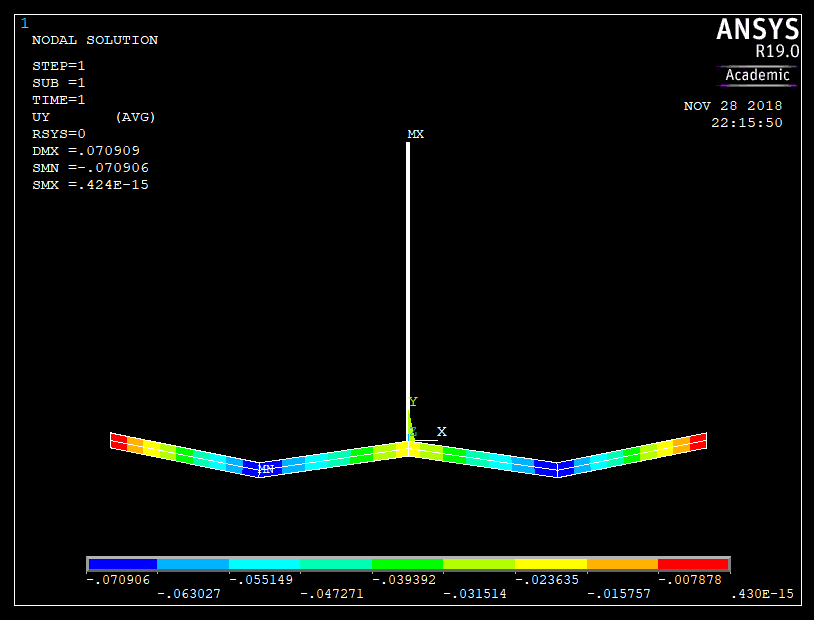 1
NODAL SOLUTION
STEP=1
SUB =1
TIME=1
UY (AVG)
RSYS=0
DMX =.070909
SMN =-.070906
SMX =.424E-15
ANSYS
R19.0
Academic
NOV 28 2018
22:15:50
MX
Y
X
MN
-.070906 -.055149 -.039392 -.023635 -.007878
-.063027 -.047271 -.031514 -.015757 .430E-15